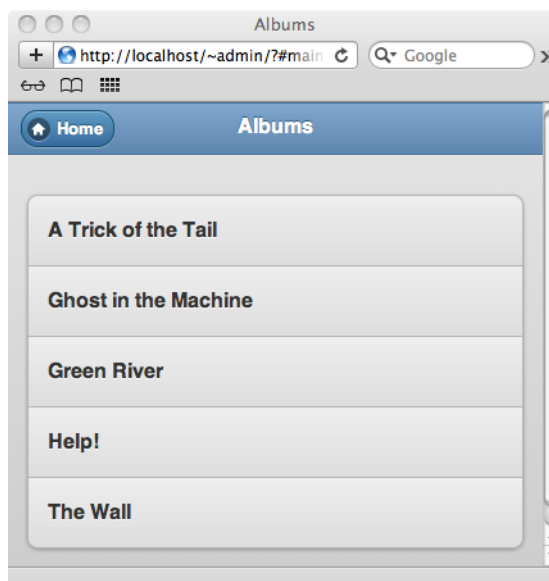 Albums
+ http://localhost/~admin/?#main Google
Home Albums
A Trick of the Tail
Ghost in the Machine
Green River
Help!
The Wall